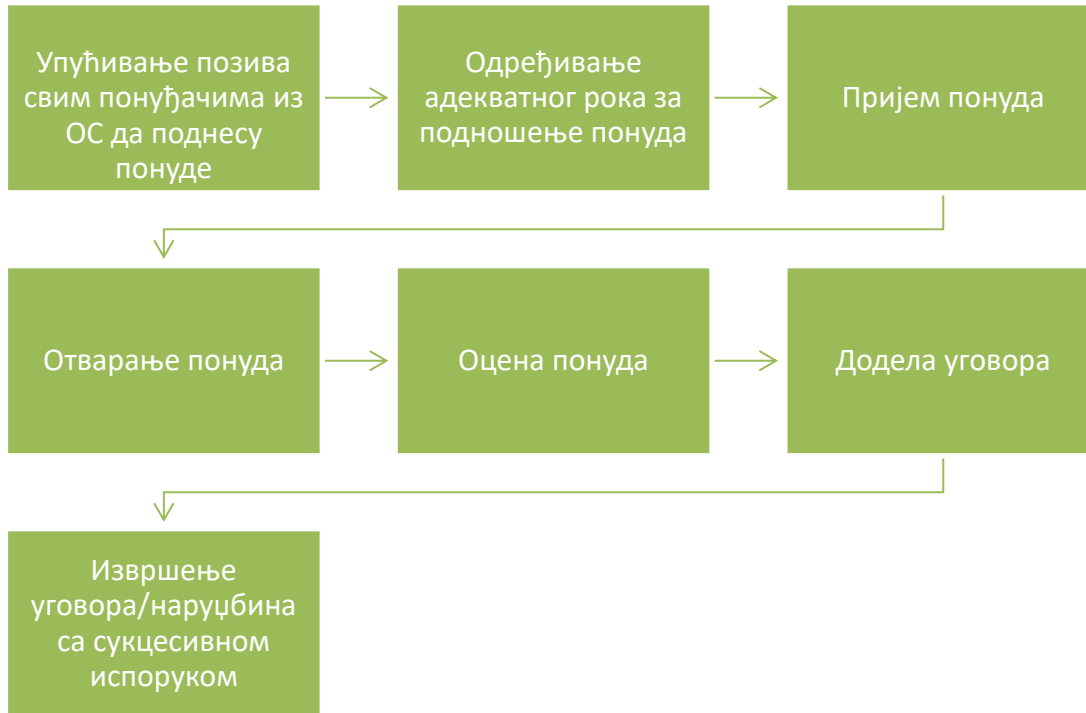 Упућивање позива
свим понуђачима из
ОС да поднесу
понуде
Одређивање
адекватног рока за
подношење понуда
Пријем понуда
Отварање понуда
Оцена понуда
Додела уговора
Извршење
уговора/наруџбина
са сукцесивном
испоруком